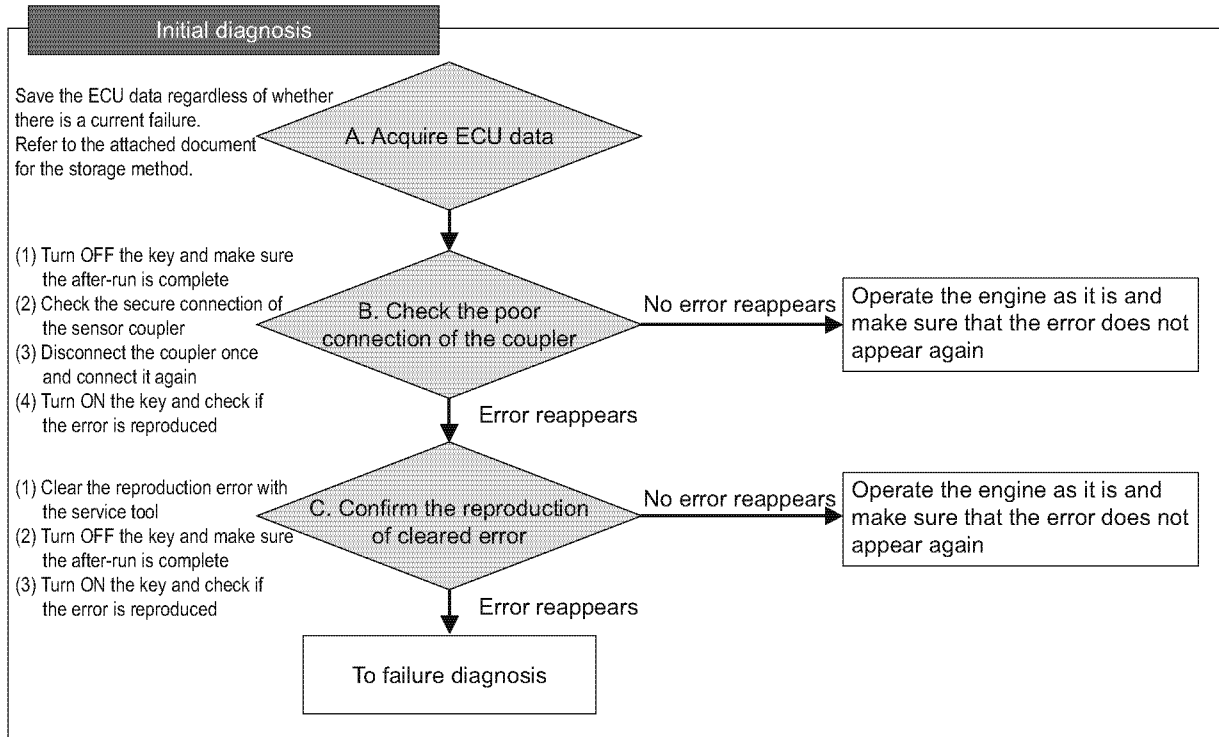 Initial diagnosis
Save the ECU data regardless of whether
there is a current failure.
Refer to the attached document
for the storage method.
A. Acquire ECU data
(1) Turn OFF the key and make sure
the after-run is complete
(2) Check the secure connection of
the sensor coupler
(3) Disconnect the coupler once
and connect it again
(4) Turn ON the key and check if
the error is reproduced
B. Check the poor
connection of the coupler
No error reappears
Operate the engine as it is and
make sure that the error does not
appear again
Error reappears
(1) Clear the reproduction error with
the service tool
(2) Turn OFF the key and make sure
the after-run is complete
(3) Turn ON the key and check if
the error is reproduced
C. Confirm the reproduction
of cleared error
No error reappears
Operate the engine as it is and
make sure that the error does not
appear again
Error reappears
To failure diagnosis